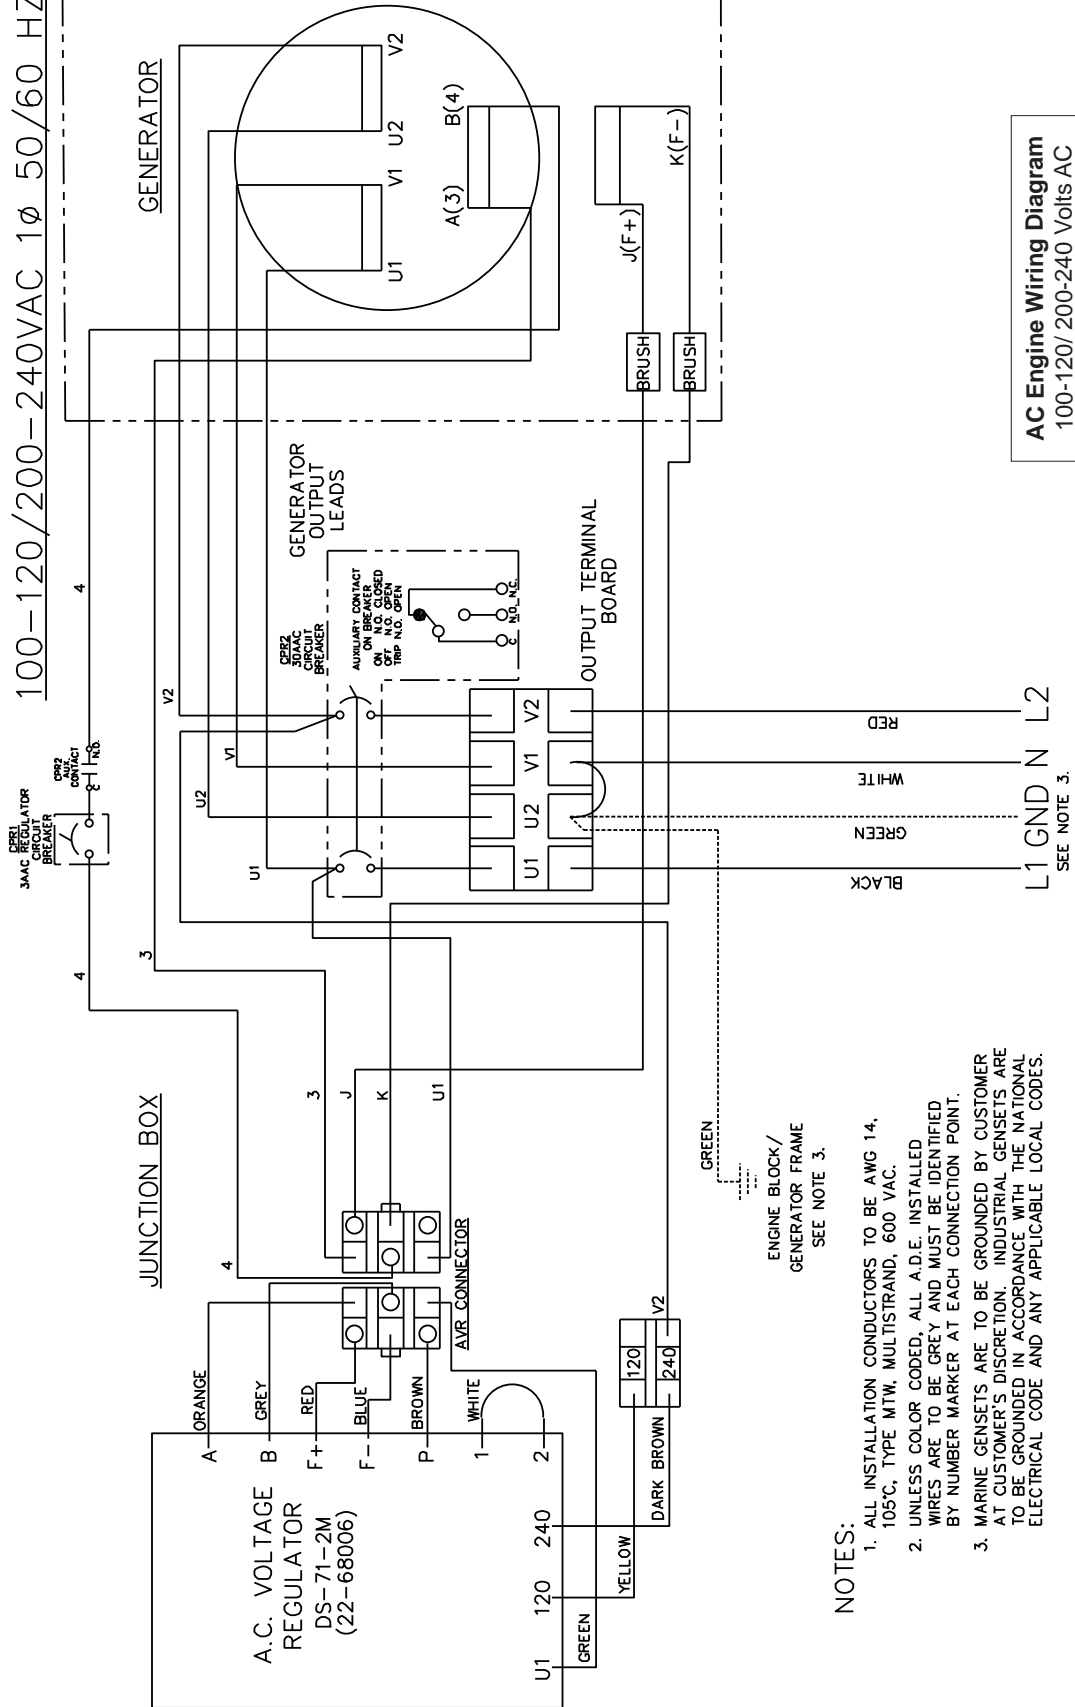 100-120/200-240VAC 1Ø 50/60 HZ
GENERATOR
U1
V1
U2
V2
A(3)
B(4)
J(F+)
K(F-)
BRUSH
BRUSH
GENERATOR
OUTPUT
LEADS
CPR1
3AAC REGULATOR
CIRCUIT
BREAKER
CPR2
AUX.
CONTACT
C
N.O.
4
4
3
V2
V1
U2
U1
CPR2
30AAC
CIRCUIT
BREAKER
AUXILIARY CONTACT
ON BREAKER
ON N.O. CLOSED
OFF N.O. OPEN
TRIP N.O. OPEN
C
N.O.
N.C.
OUTPUT TERMINAL
BOARD
U1
U2
V1
V2
BLACK
GREEN
WHITE
RED
L1 GND N L2
SEE NOTE 3.
JUNCTION BOX
4
3
J
K
U1
AVR CONNECTOR
ORANGE
GREY
RED
BLUE
BROWN
WHITE
A
B
F+
F-
P
1
2
A.C. VOLTAGE
REGULATOR
DS-71-2M
(22-68006)
U1
120
240
GREEN
YELLOW
DARK BROWN
120
240
V2
GREEN
ENGINE BLOCK/
GENERATOR FRAME
SEE NOTE 3.
NOTES:
1. ALL INSTALLATION CONDUCTORS TO BE AWG 14,
105°C, TYPE MTW, MULTISTRAND, 600 VAC.
2. UNLESS COLOR CODED, ALL A.D.E. INSTALLED
WIRES ARE TO BE GREY AND MUST BE IDENTIFIED
BY NUMBER MARKER AT EACH CONNECTION POINT.
3. MARINE GENSETS ARE TO BE GROUNDED BY CUSTOMER
AT CUSTOMER'S DISCRETION. INDUSTRIAL GENSETS ARE
TO BE GROUNDED IN ACCORDANCE WITH THE NATIONAL
ELECTRICAL CODE AND ANY APPLICABLE LOCAL CODES.
AC Engine Wiring Diagram
100-120/ 200-240 Volts AC